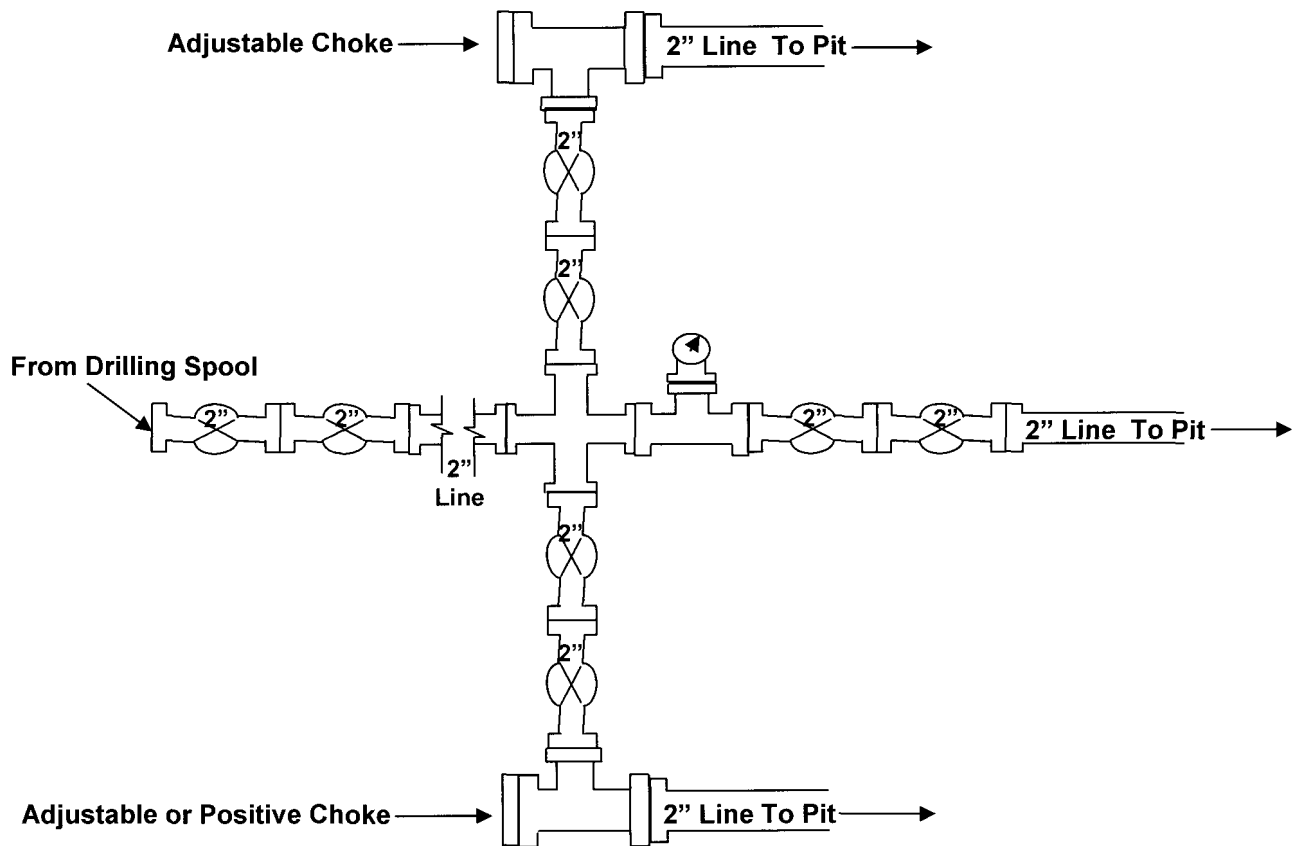 Adjustable Choke
2” Line To Pit
2”
2”
From Drilling Spool
2”
2”
2”
Line
2”
2”
2” Line To Pit
2”
2”
Adjustable or Positive Choke
2” Line To Pit